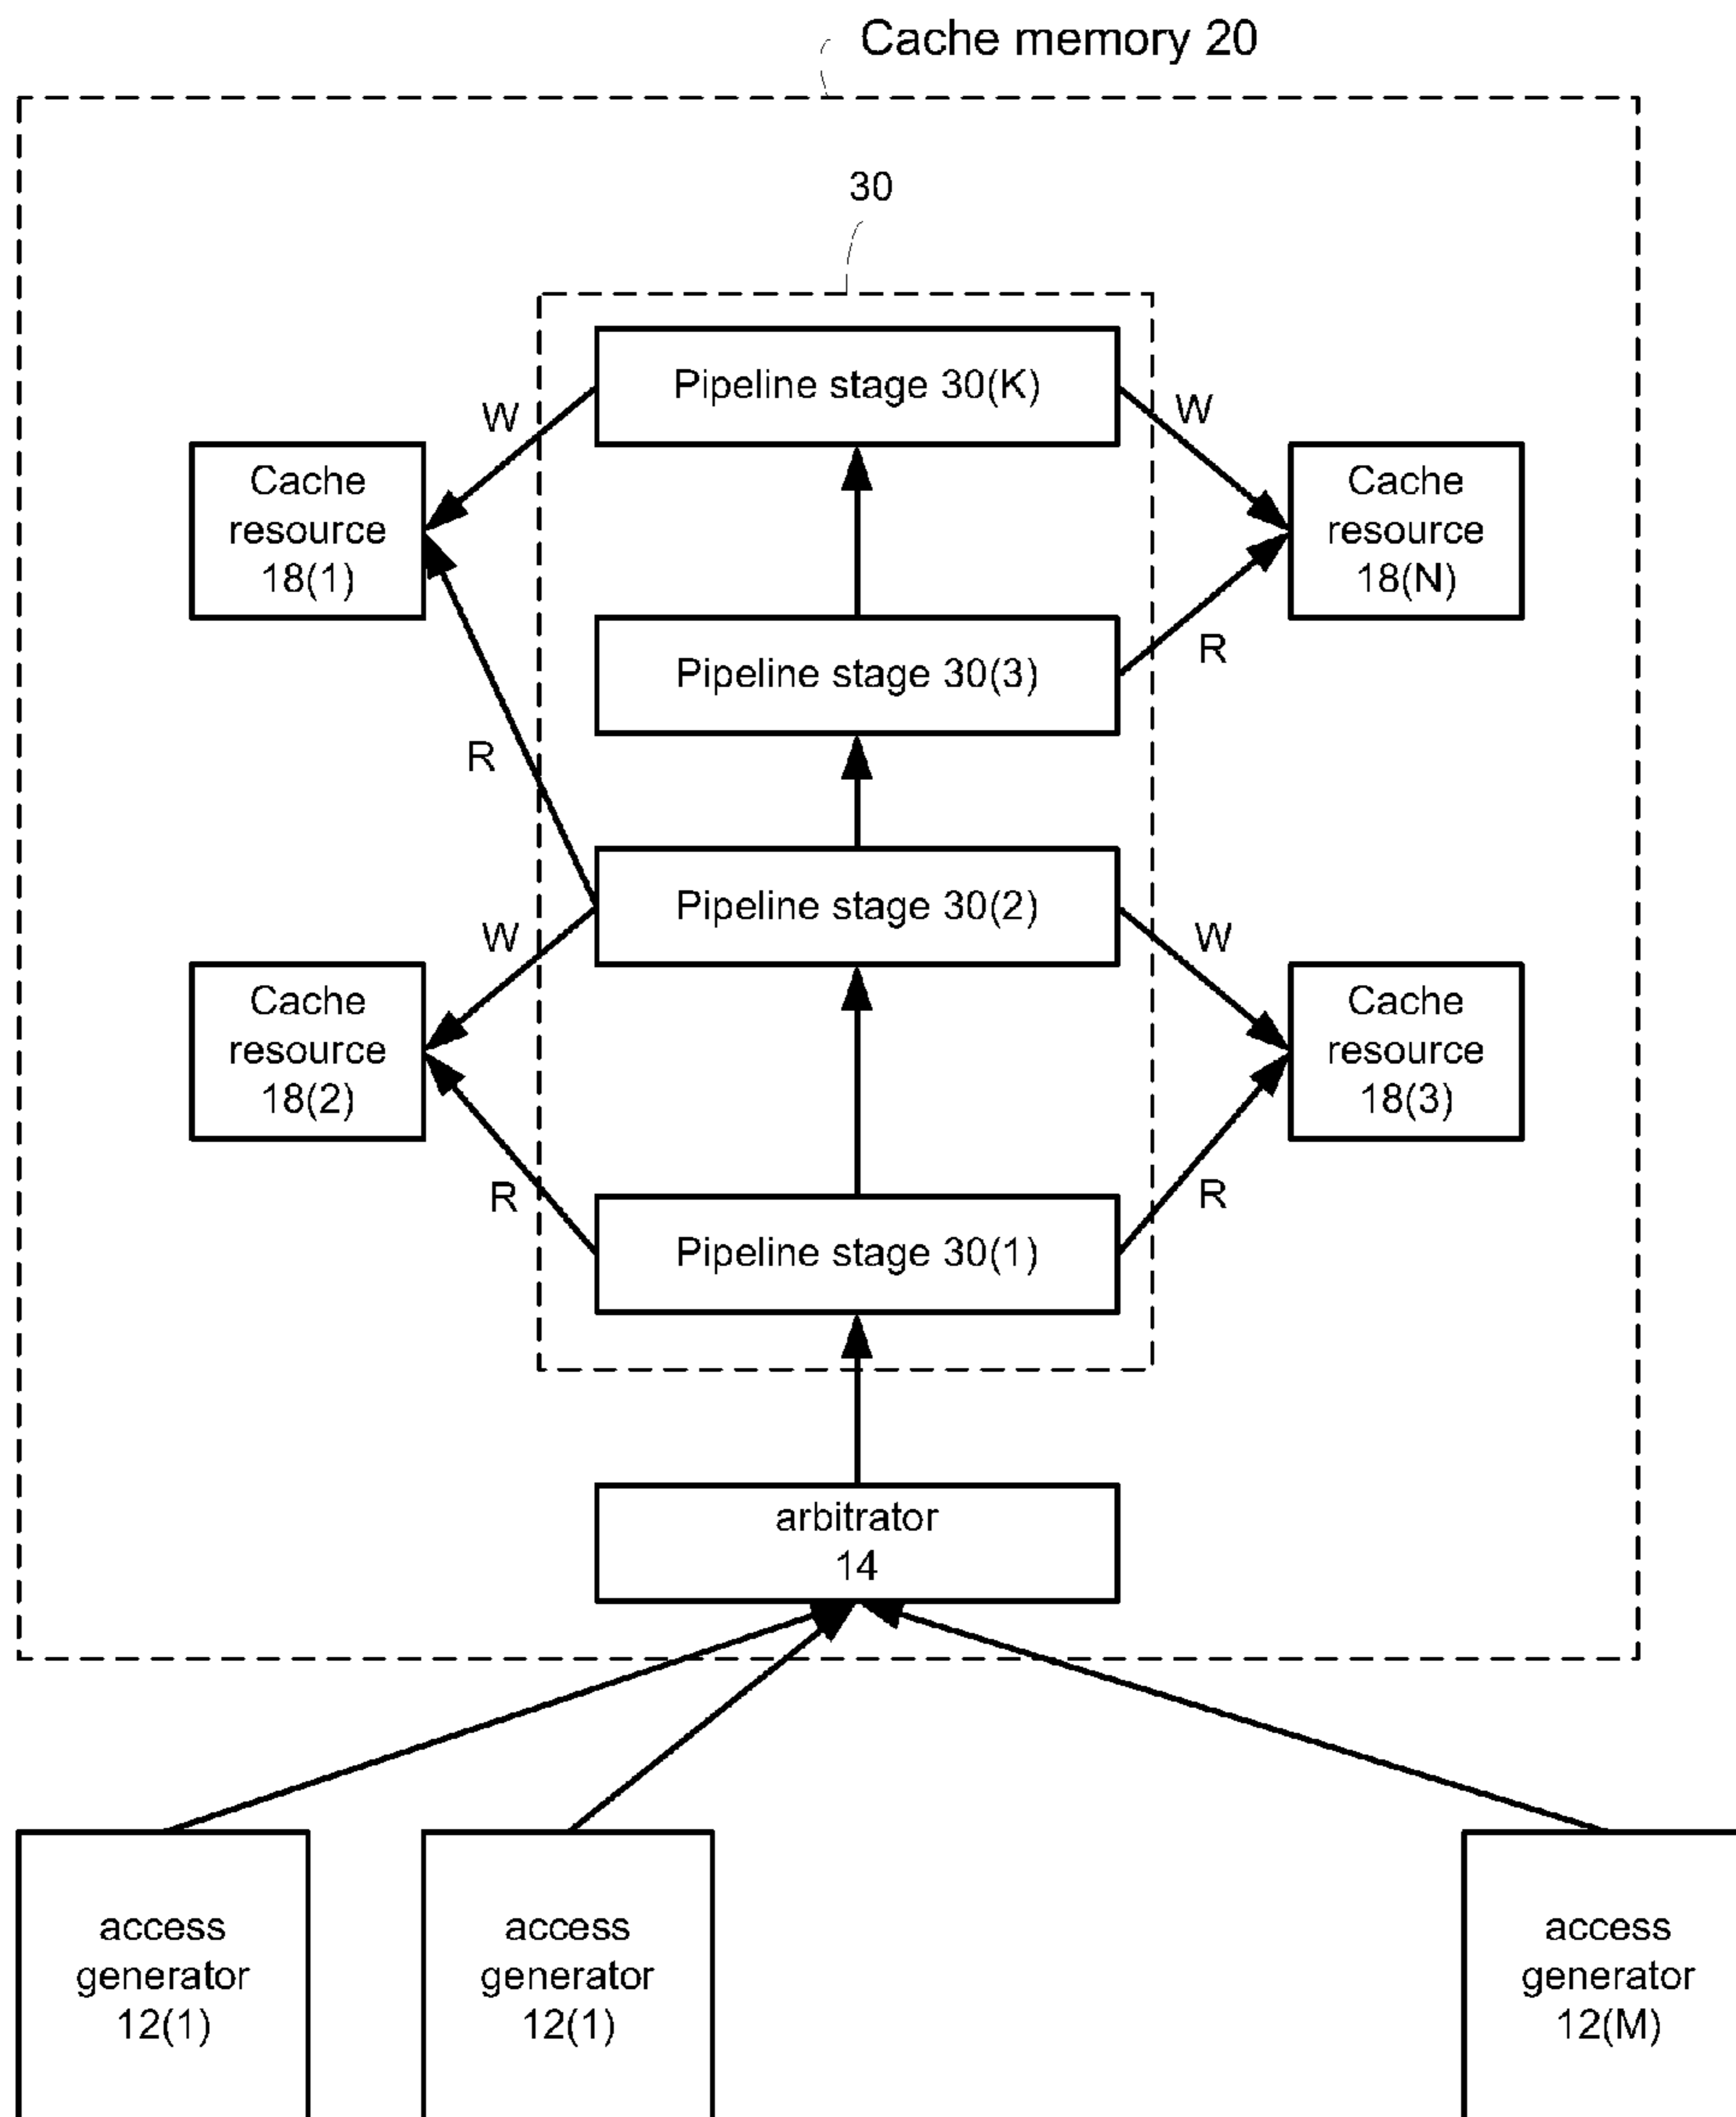 Cache memory 20
30
Pipeline stage 30(K)
W
W
Cache
resource
18(1)
Cache
resource
18(N)
R
Pipeline stage 30(3)
R
Pipeline stage 30(2)
W
W
Cache
resource
18(2)
Cache
resource
18(3)
R
R
Pipeline stage 30(1)
arbitrator
14
access
generator
12(1)
access
generator
12(1)
access
generator
12(M)